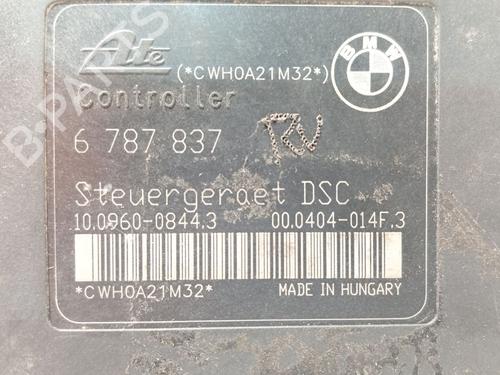 Ate
(*CWH0A21M32*)
BMW
Controller
6 787 837
TRV
Steuergeraet DSC
10.0960-0844.3
00.0404-014F.3
*CWH0A21M32*
MADE IN HUNGARY
B-PARTS